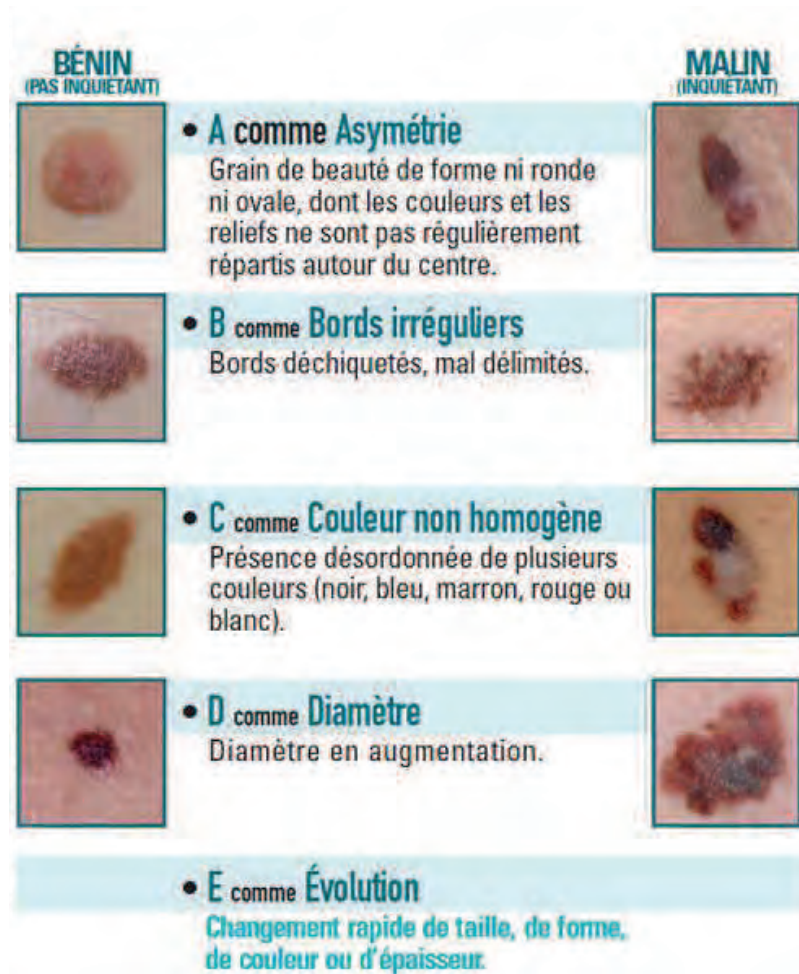 BÉNIN
(PAS INQUIÉTANT)
MALIN
(INQUIÉTANT)
• A comme Asymétrie
Grain de beauté de forme ni ronde
ni ovale, dont les couleurs et les
reliefs ne sont pas régulièrement
répartis autour du centre.
• B comme Bords irréguliers
Bords déchiquetés, mal délimités.
• C comme Couleur non homogène
Présence désordonnée de plusieurs
couleurs (noir, bleu, marron, rouge ou
blanc).
• D comme Diamètre
Diamètre en augmentation.
• E comme Évolution
Changement rapide de taille, de forme,
de couleur ou d'épaisseur.